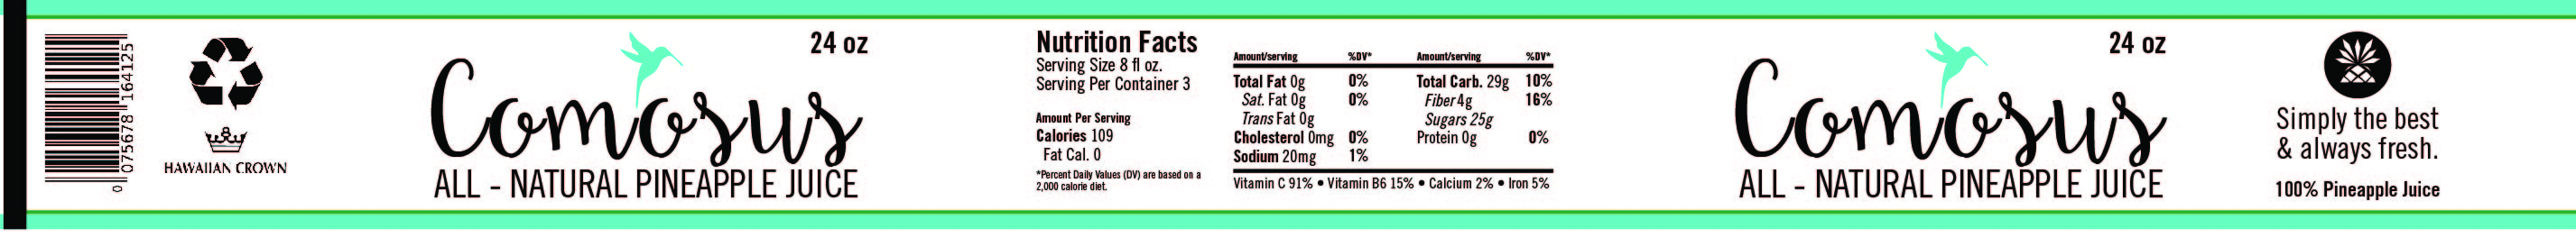 0 075678 164125
HAWAIIAN CROWN
24 oz
Comosus
ALL - NATURAL PINEAPPLE JUICE
Nutrition Facts
Serving Size 8 fl oz.
Serving Per Container 3
Amount Per Serving
Calories 109
Fat Cal. 0
*Percent Daily Values (DV) are based on a
2,000 calorie diet.
Amount/serving %DV* Amount/serving %DV*
Total Fat 0g 0% Total Carb. 29g 10%
Sat. Fat 0g 0% Fiber 4g 16%
Trans Fat 0g Sugars 25g
Cholesterol 0mg 0% Protein 0g 0%
Sodium 20mg 1%
Vitamin C 91% • Vitamin B6 15% • Calcium 2% • Iron 5%
24 oz
Comosus
ALL - NATURAL PINEAPPLE JUICE
Simply the best
& always fresh.
100% Pineapple Juice